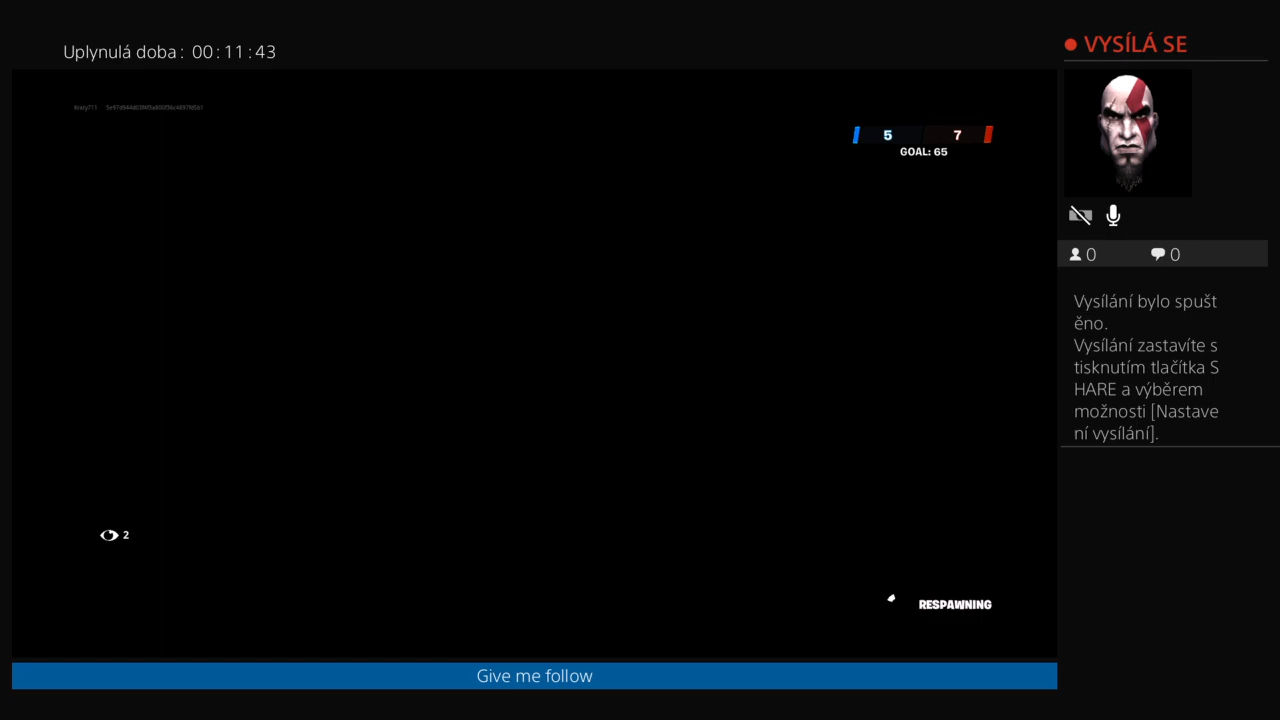 Uplynulá doba: 00:11:43
VYSÍLÁ SE
5 7
GOAL: 65
0 0
Vysílání bylo spušt
ěno.
Vysílání zastavíte s
tisknutím tlačítka S
HARE a výběrem
možnosti [Nastave
ní vysílání].
2
RESPAWNING
Give me follow